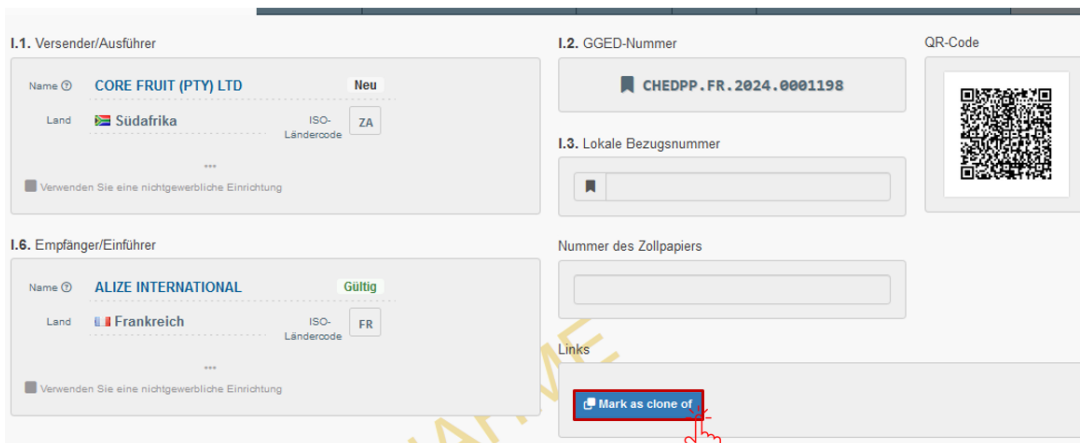 I.1. Versender/Ausführer
Name CORE FRUIT (PTY) LTD Neu
Land Südafrika ISO-Ländercode ZA
•••
Verwenden Sie eine nichtgewerbliche Einrichtung
I.6. Empfänger/Einführer
Name ALIZE INTERNATIONAL Gültig
Land Frankreich ISO-Ländercode FR
•••
Verwenden Sie eine nichtgewerbliche Einrichtung
I.2. GGED-Nummer
CHEDPP.FR.2024.0001198
I.3. Lokale Bezugsnummer
Nummer des Zollpapiers
Links
Mark as clone of
QR-Code